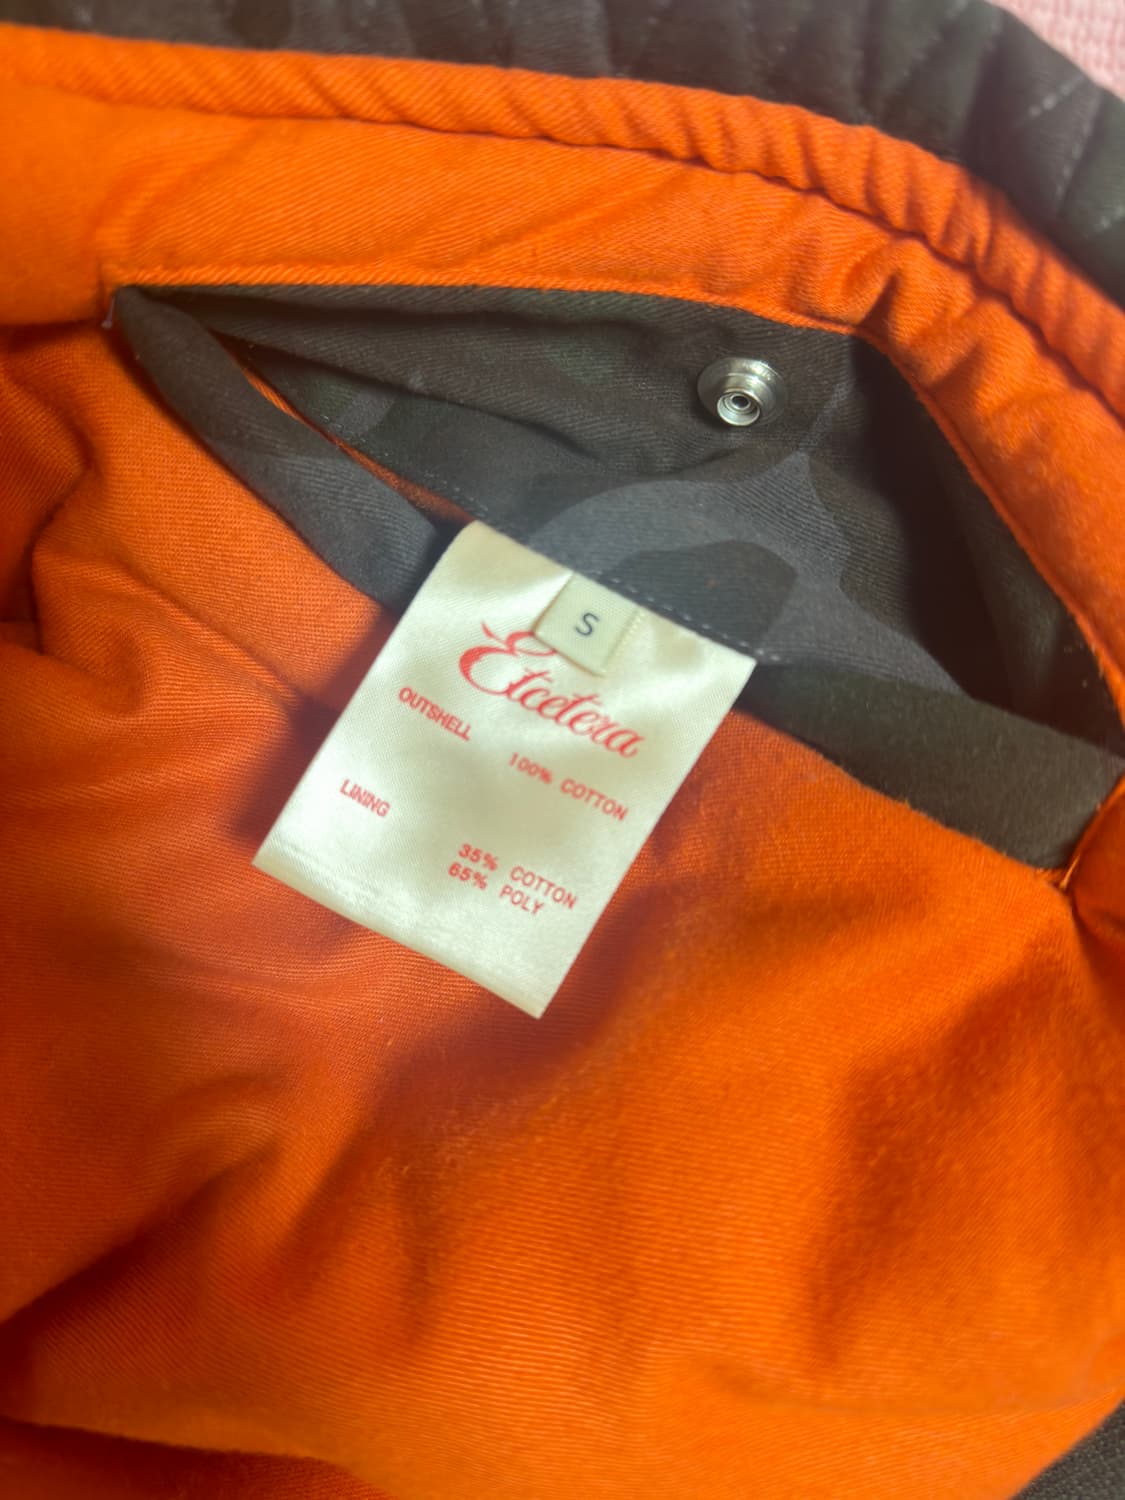 S
Etcetera
OUTSHELL
100% COTTON
LINING
35% COTTON
65% POLY